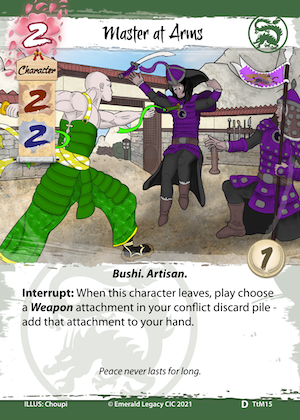 2
Master at Arms
Character
2
2
1
Bushi. Artisan.
Interrupt: When this character leaves, play choose
a Weapon attachment in your conflict discard pile -
add that attachment to your hand.
Peace never lasts for long.
ILLUS: Choupi © Emerald Legacy CIC 2021 D TtM15